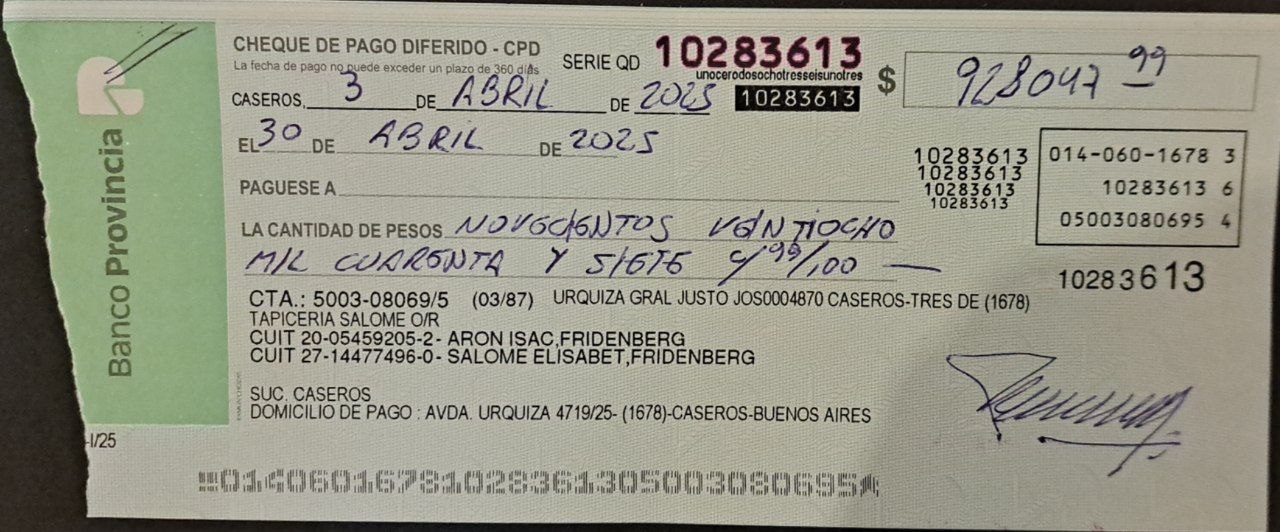 Banco Provincia
CHEQUE DE PAGO DIFERIDO - CPD
La fecha de pago no puede exceder un plazo de 360 días
SERIE QD 10283613
unocerodosochotresseisunotres
10283613
$ 928047 99
CASEROS, 3 DE ABRIL DE 2025
EL 30 DE ABRIL DE 2025
PAGUESE A
10283613
10283613
10283613
10283613
014-060-1678 3
10283613 6
05003080695 4
LA CANTIDAD DE PESOS NOVECIENTOS VEINTIOCHO
MIL CUARENTA Y SIETE C/99/100
10283613
CTA.: 5003-08069/5 (03/87) URQUIZA GRAL JUSTO JOS0004870 CASEROS-TRES DE (1678)
TAPICERIA SALOME O/R
CUIT 20-05459205-2- ARON ISAC,FRIDENBERG
CUIT 27-14477496-0- SALOME ELISABET,FRIDENBERG
SUC. CASEROS
DOMICILIO DE PAGO : AVDA. URQUIZA 4719/25- (1678)-CASEROS-BUENOS AIRES
-I/25
01406016781028361305003080695